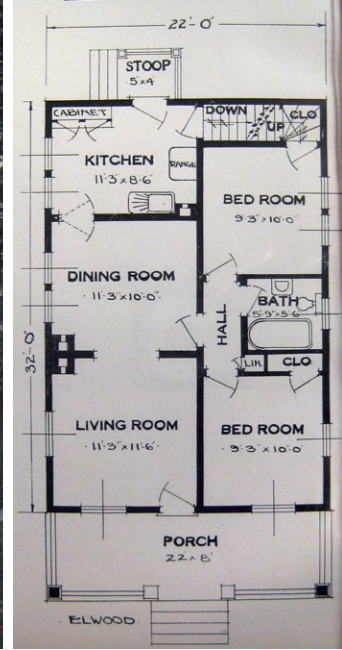 22'-0"
STOOP
5'x4'
CABINET
DOWN
UP
CLO
KITCHEN
11'-3"x8'-6"
RANGE
BED ROOM
9'-3"x10'-0"
DINING ROOM
11'-3"x10'-0"
HALL
BATH
5'-9"x5'-6"
32'-0"
LIN
CLO
LIVING ROOM
11'-3"x11'-6"
BED ROOM
9'-3"x10'-0"
PORCH
22'x8'
ELWOOD